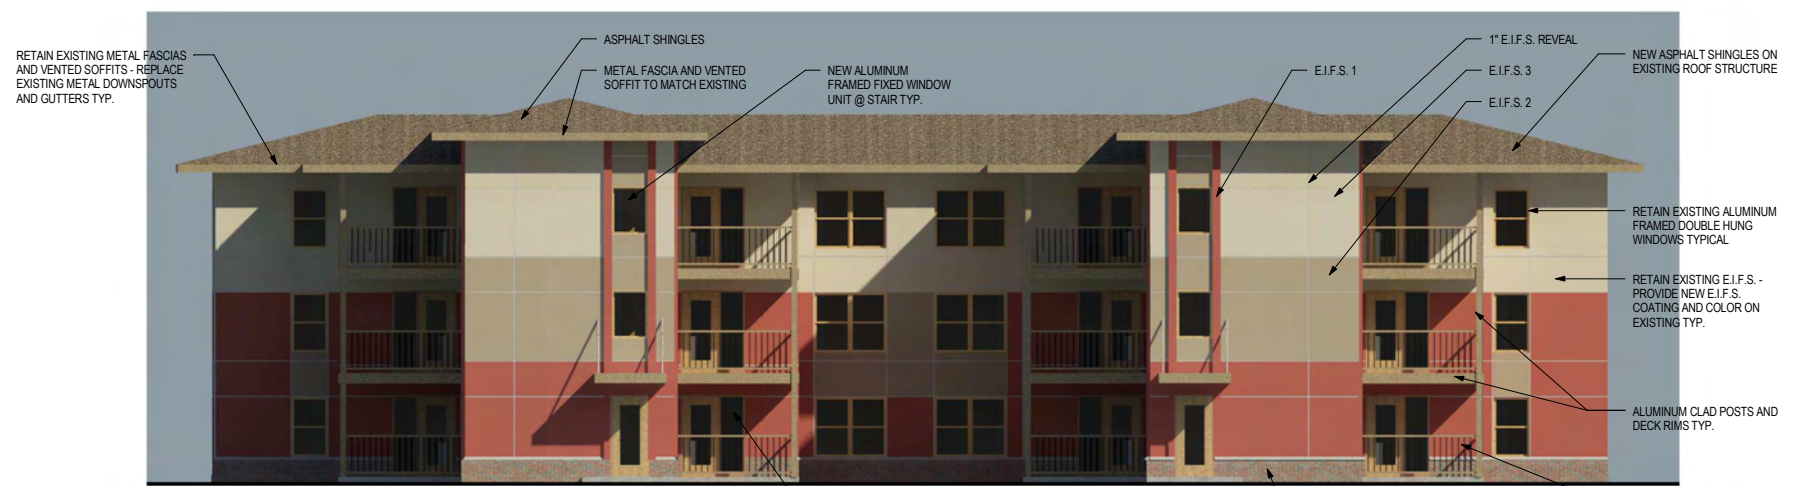 RETAIN EXISTING METAL FASCIAS
AND VENTED SOFFITS - REPLACE
EXISTING METAL DOWNSPOUTS
AND GUTTERS TYP.
ASPHALT SHINGLES
METAL FASCIA AND VENTED
SOFFIT TO MATCH EXISTING
NEW ALUMINUM
FRAMED FIXED WINDOW
UNIT @ STAIR TYP.
E.I.F.S. 1
1" E.I.F.S. REVEAL
E.I.F.S. 3
E.I.F.S. 2
NEW ASPHALT SHINGLES ON
EXISTING ROOF STRUCTURE
RETAIN EXISTING ALUMINUM
FRAMED DOUBLE HUNG
WINDOWS TYPICAL
RETAIN EXISTING E.I.F.S. -
PROVIDE NEW E.I.F.S.
COATING AND COLOR ON
EXISTING TYP.
ALUMINUM CLAD POSTS AND
DECK RIMS TYP.